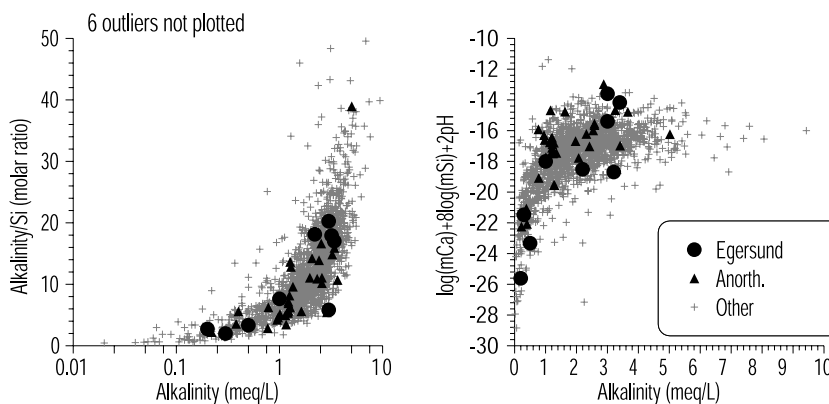 6 outliers not plotted
50
40
30
20
10
0
Alkalinity/Si (molar ratio)
0.01
0.1
1
10
Alkalinity (meq/L)
-10
-12
-14
-16
-18
-20
-22
-24
-26
-28
-30
log(mCa)+8log(mSi)+2pH
0 1 2 3 4 5 6 7 8 9 10
Alkalinity (meq/L)
Egersund
Anorth.
Other